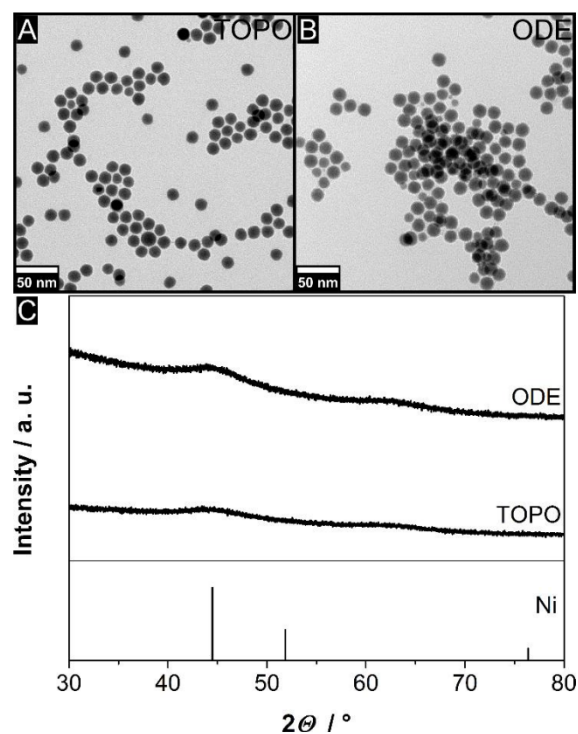 A
TOPO
B
ODE
50 nm
50 nm
C
ODE
TOPO
Ni
Intensity / a. u.
30 40 50 60 70 80
2Θ / °